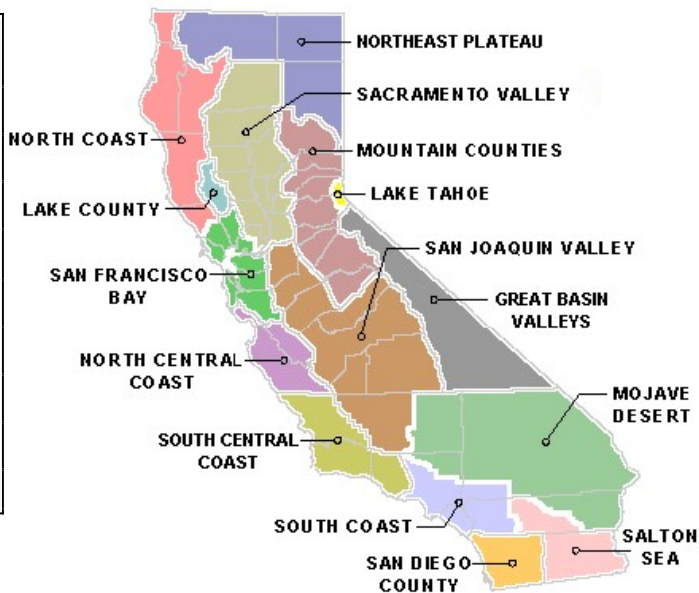 NORTHEAST PLATEAU
SACRAMENTO VALLEY
NORTH COAST
MOUNTAIN COUNTIES
LAKE TAHOE
LAKE COUNTY
SAN JOAQUIN VALLEY
SAN FRANCISCO
BAY
GREAT BASIN
VALLEYS
NORTH CENTRAL
COAST
MOJAVE
DESERT
SOUTH CENTRAL
COAST
SOUTH COAST
SALTON
SEA
SAN DIEGO
COUNTY